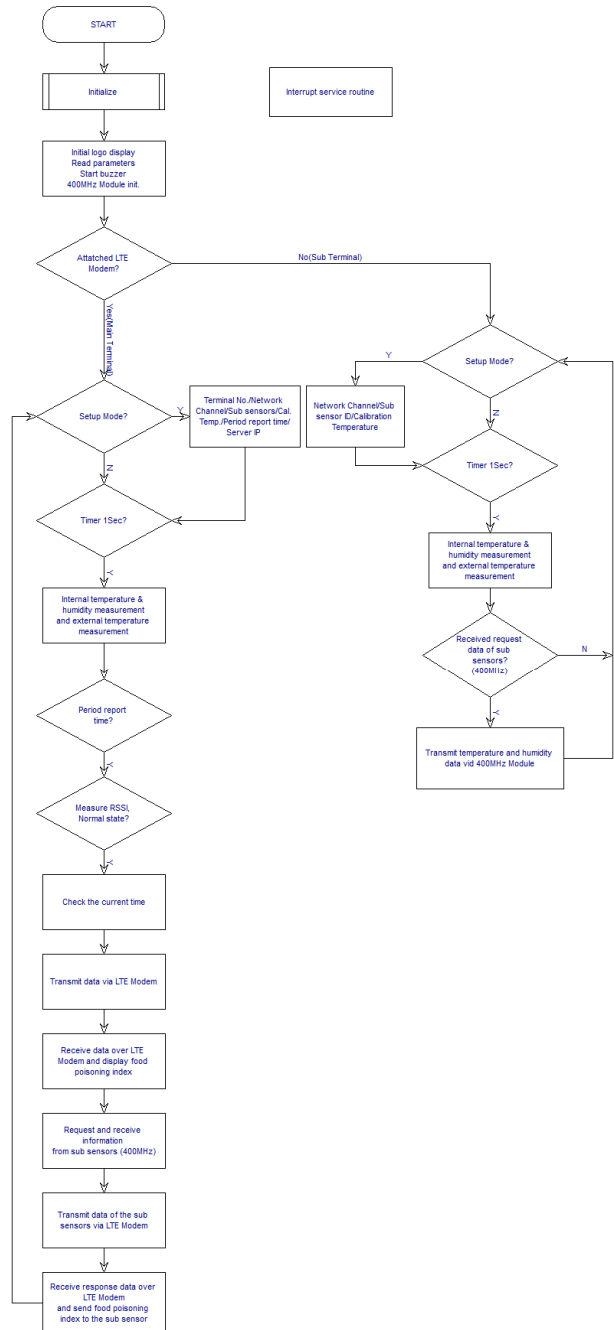 START
Initialize
Interrupt service routine
Initial logo display
Read parameters
Start buzzer
400MHz Module init.
Attatched LTE
Modem?
No(Sub Terminal)
Yes(Main Terminal)
Setup Mode?
Y
N
Terminal No./Network
Channel/Sub sensors/Cal.
Temp./Period report time/
Server IP
Timer 1Sec?
Y
Internal temperature &
humidity measurement
and external temperature
measurement
Period report
time?
Y
Measure RSSI,
Normal state?
Y
Check the current time
Transmit data via LTE Modem
Receive data over LTE
Modem and display food
poisoning index
Request and receive
information
from sub sensors (400MHz)
Transmit data of the sub
sensors via LTE Modem
Receive response data over
LTE Modem
and send food poisoning
index to the sub sensor
Setup Mode?
Y
N
Network Channel/Sub
sensor ID/Calibration
Temperature
Timer 1Sec?
Y
Internal temperature &
humidity measurement
and external temperature
measurement
Received request
data of sub
sensors?
(400MHz)
N
Y
Transmit temperature and humidity
data vid 400MHz Module